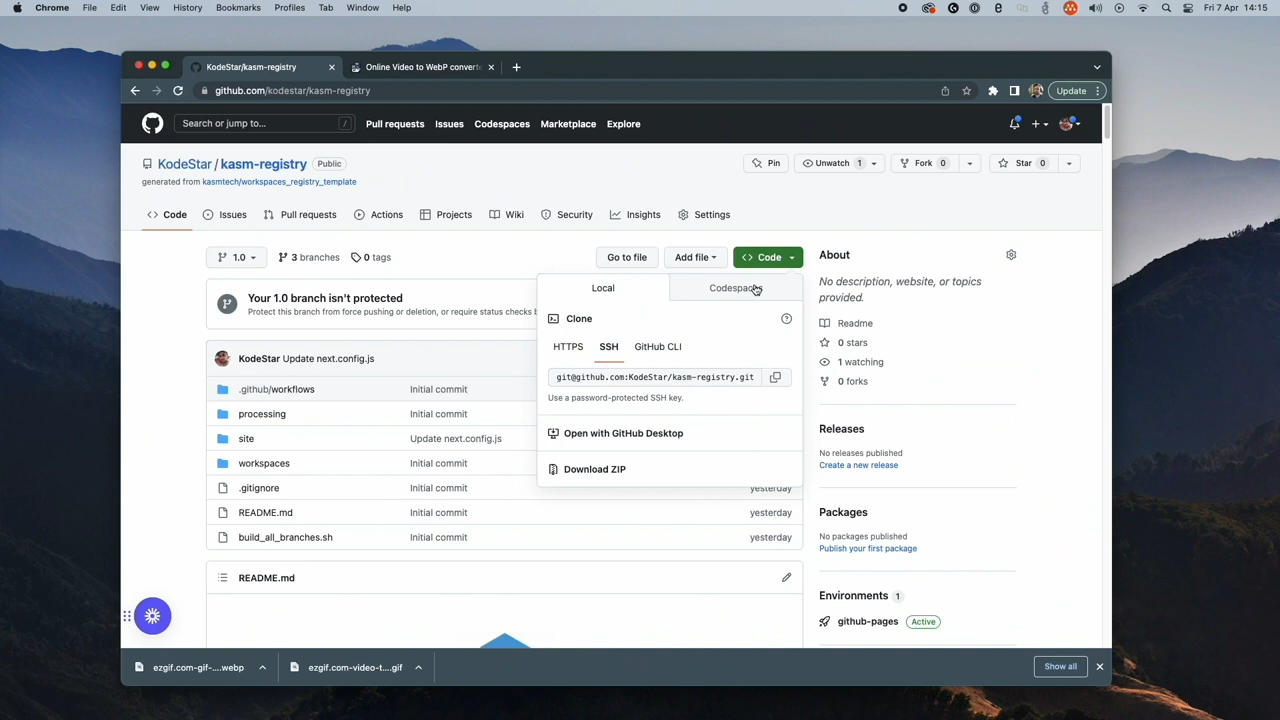 Chrome File Edit View History Bookmarks Profiles Tab Window Help Fri 7 Apr 14:15
KodeStar/kasm-registry Online Video to WebP converte
github.com/kodestar/kasm-registry Update
Search or jump to... / Pull requests Issues Codespaces Marketplace Explore
KodeStar / kasm-registry Public Pin Unwatch 1 Fork 0 Star 0
generated from kasmtech/workspaces_registry_template
Code Issues Pull requests Actions Projects Wiki Security Insights Settings
1.0 3 branches 0 tags Go to file Add file Code
Your 1.0 branch isn't protected
Protect this branch from force pushing or deletion, or require status checks b
KodeStar Update next.config.js
.github/workflows Initial commit
processing Initial commit
site Update next.config.js
workspaces Initial commit
.gitignore Initial commit yesterday
README.md Initial commit yesterday
build_all_branches.sh Initial commit yesterday
README.md
Local Codespaces
Clone
HTTPS SSH GitHub CLI
git@github.com:KodeStar/kasm-registry.git
Use a password-protected SSH key.
Open with GitHub Desktop
Download ZIP
About
No description, website, or topics
provided.
Readme
0 stars
1 watching
0 forks
Releases
No releases published
Create a new release
Packages
No packages published
Publish your first package
Environments 1
github-pages Active
ezgif.com-gif-....webp ezgif.com-video-t....gif Show all